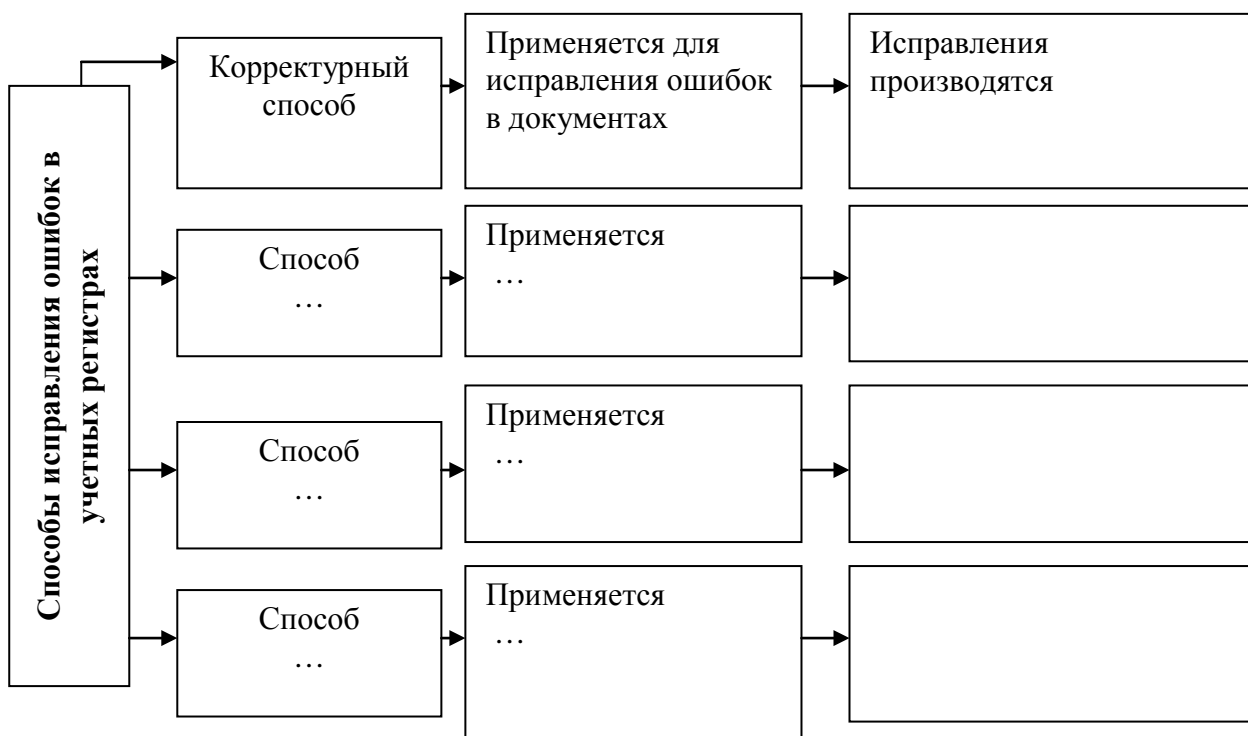 Способы исправления ошибок в
учетных регистрах
Корректурный
способ
Применяется для
исправления ошибок
в документах
Исправления
производятся
Способ
…
Применяется
…
Способ
…
Применяется
…
Способ
…
Применяется
…